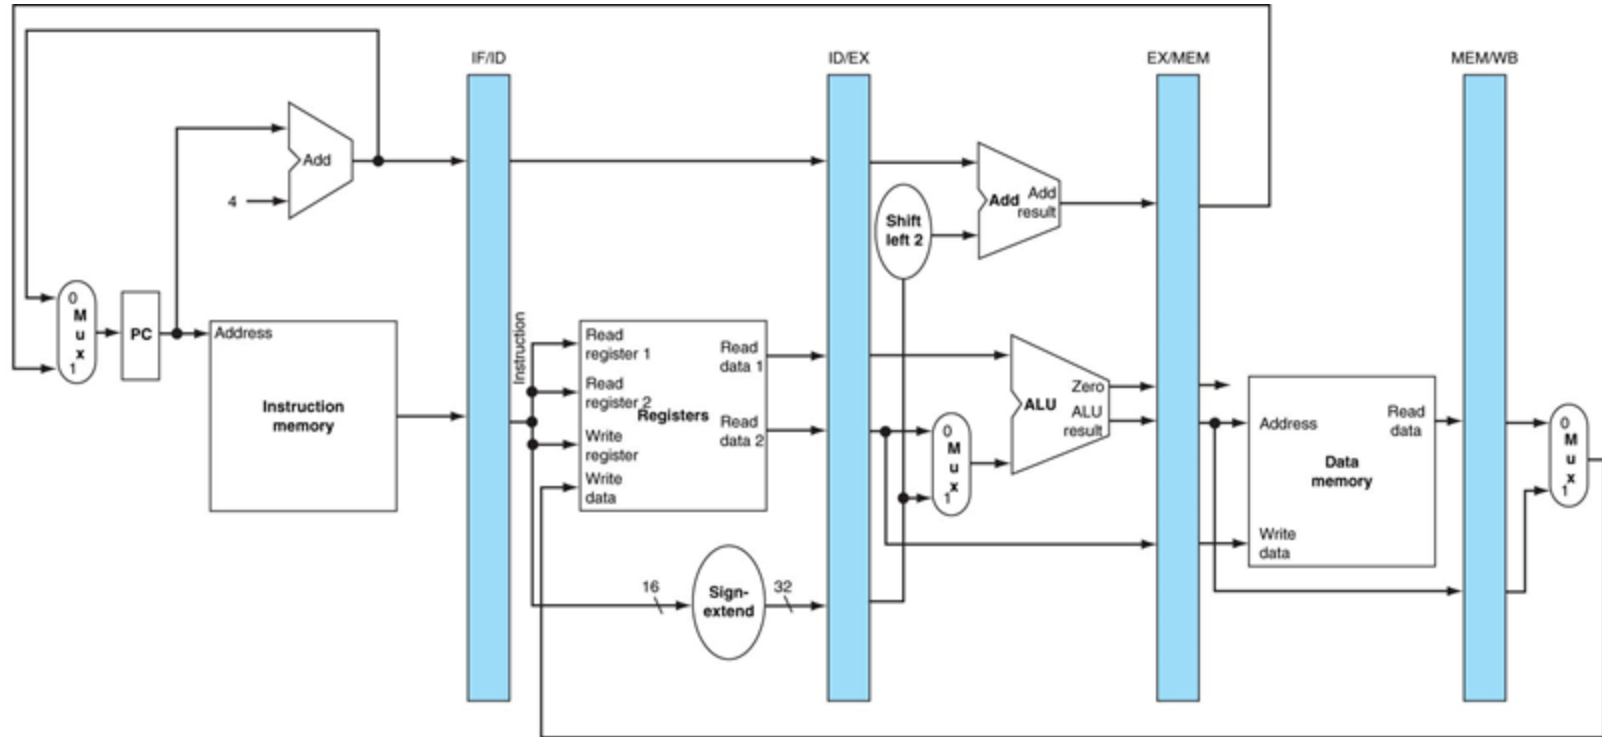 IF/ID
ID/EX
EX/MEM
MEM/WB
Add
4
Shift
left 2
Add
Add
result
0
M
u
x
1
PC
Address
Instruction
memory
Instruction
Read
register 1
Read
register 2
Write
register
Write
data
Registers
Read
data 1
Read
data 2
16
Sign-
extend
32
0
M
u
x
1
ALU
Zero
ALU
result
Address
Read
data
Data
memory
Write
data
0
M
u
x
1